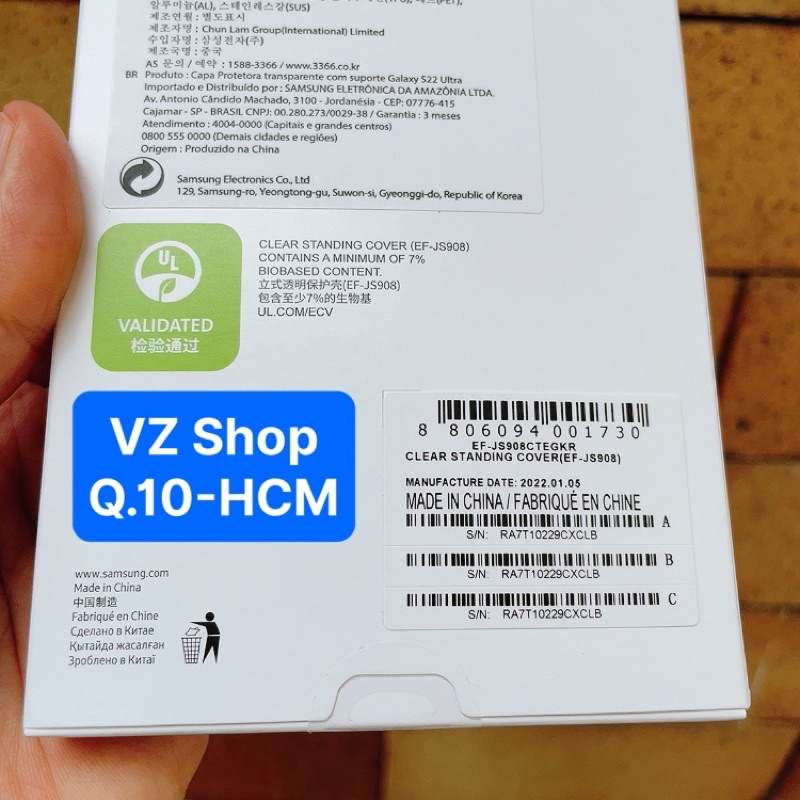 알루미늄(AL), 스테인레스강(SUS)
제조연월 : 별도표시
제조자명 : Chun Lam Group(International) Limited
수입자명 : 삼성전자(주)
제조국명 : 중국
AS 문의 / 예약 : 1588-3366 / www.3366.co.kr
BR Produto : Capa Protetora transparente com suporte Galaxy S22 Ultra
Importado e Distribuído por : SAMSUNG ELETRÔNICA DA AMAZÔNIA LTDA.
Av. Antonio Cândido Machado, 3100 - Jordanésia - CEP: 07776-415
Cajamar - SP - BRASIL CNPJ: 00.280.273/0029-38 / Garantia : 3 meses
Atendimento : 4004-0000 (Capitais e grandes centros)
0800 555 0000 (Demais cidades e regiões)
Origem : Produzido na China
Samsung Electronics Co., Ltd
129, Samsung-ro, Yeongtong-gu, Suwon-si, Gyeonggi-do, Republic of Korea
UL
VALIDATED
检验通过
CLEAR STANDING COVER (EF-JS908)
CONTAINS A MINIMUM OF 7%
BIOBASED CONTENT.
立式透明保护壳(EF-JS908)
包含至少7%的生物基
UL.COM/ECV
VZ Shop
Q.10-HCM
8 806094 001730
EF-JS908CTEGKR
CLEAR STANDING COVER(EF-JS908)
MANUFACTURE DATE: 2022.01.05
MADE IN CHINA / FABRIQUÉ EN CHINE
A
S/N: RA7T10229CXCLB
B
S/N: RA7T10229CXCLB
C
S/N: RA7T10229CXCLB
www.samsung.com
Made in China
中国制造
Fabriqué en Chine
Сделано в Китае
Қытайда жасалған
Зроблено в Китаї